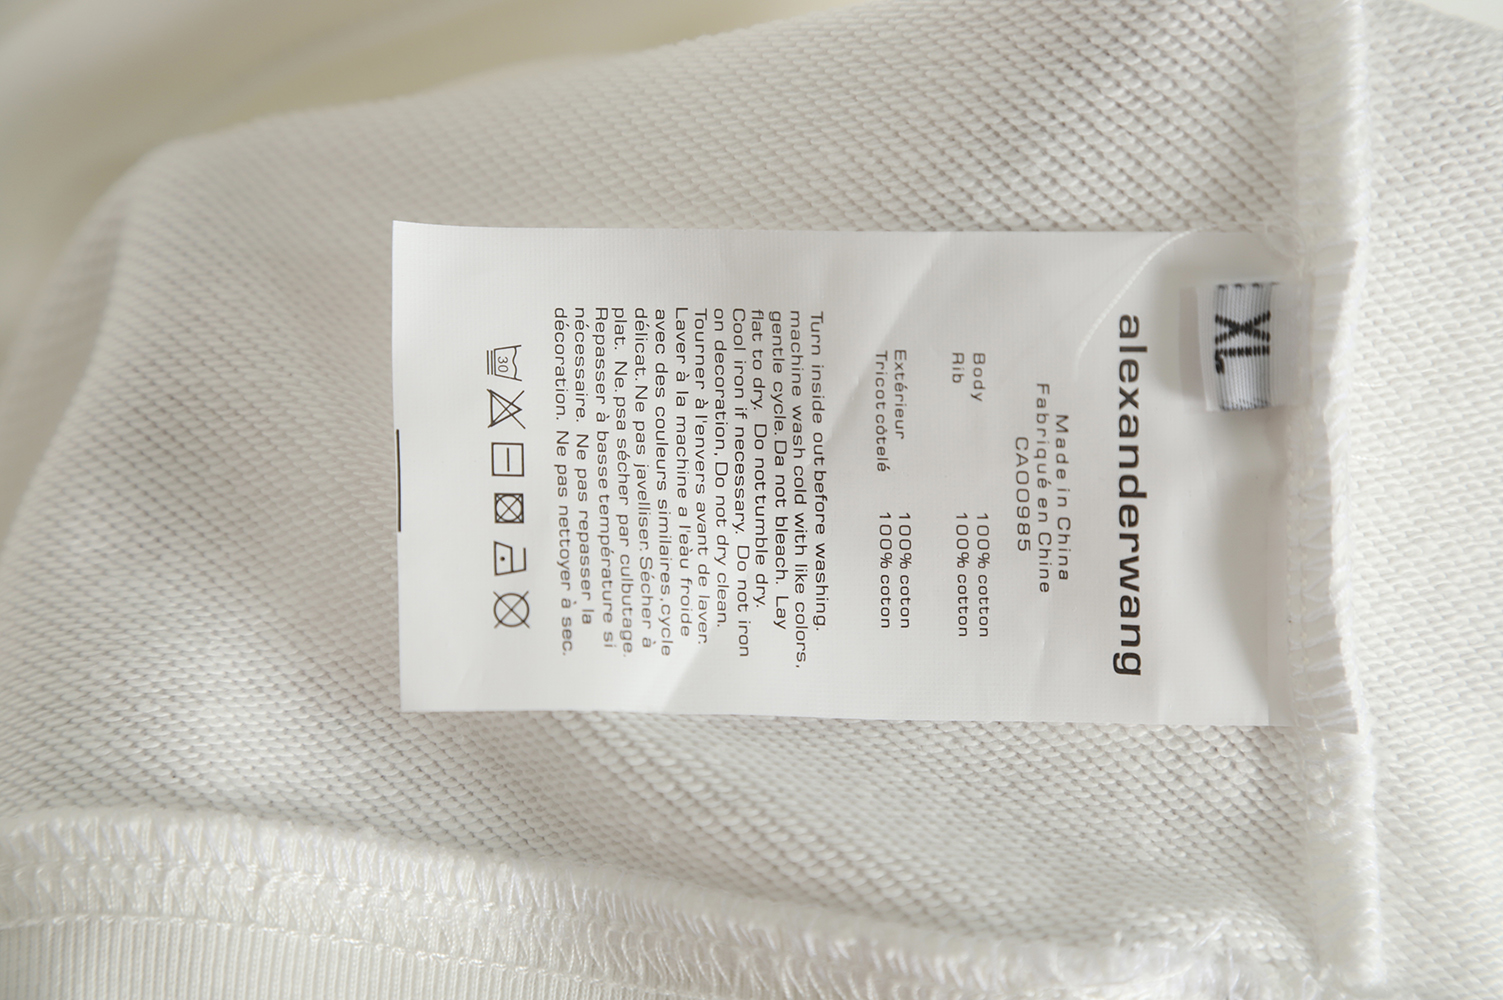 XL
alexanderwang
Made in China
Fabriqué en Chine
CA00985
Body 100% cotton
Rib 100% cotton
Extérieur 100% coton
Tricot côtelé 100% coton
Turn inside out before washing.
machine wash cold with like colors,
gentle cycle. Da not bleach. Lay
flat to dry. Do not tumble dry.
Cool iron if necessary. Do not iron
on decoration, Do not dry clean.
Tourner à l'envers avant de laver.
Laver à la machine a l'eàu froide
avec des couleurs similaires,cycle
délicat. Ne pas javelliser. Sécher à
plat. Ne.psa sécher par culbutage.
Repasser à basse température si
nécessaire. Ne pas repasser la
décoration. Ne pas nettoyer à sec.
30